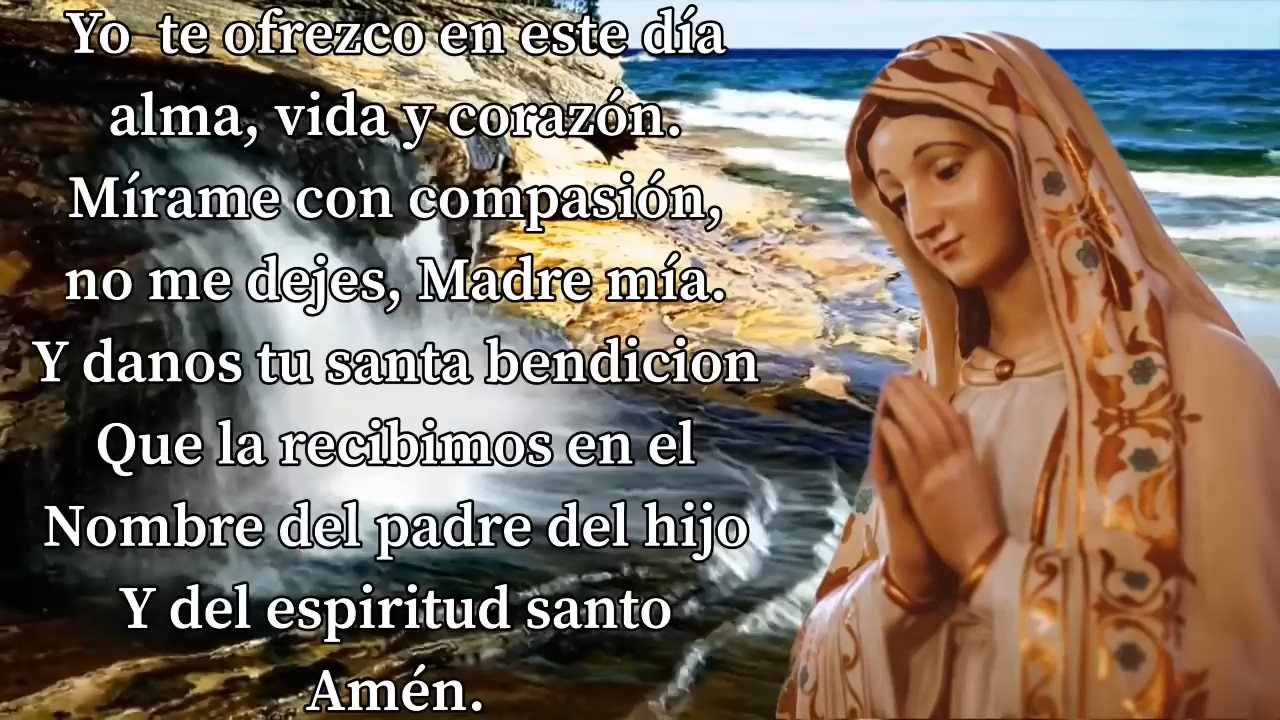 Yo te ofrezco en este día
alma, vida y corazón.
Mírame con compasión,
no me dejes, Madre mía.
Y danos tu santa bendicion
Que la recibimos en el
Nombre del padre del hijo
Y del espiritud santo
Amén.